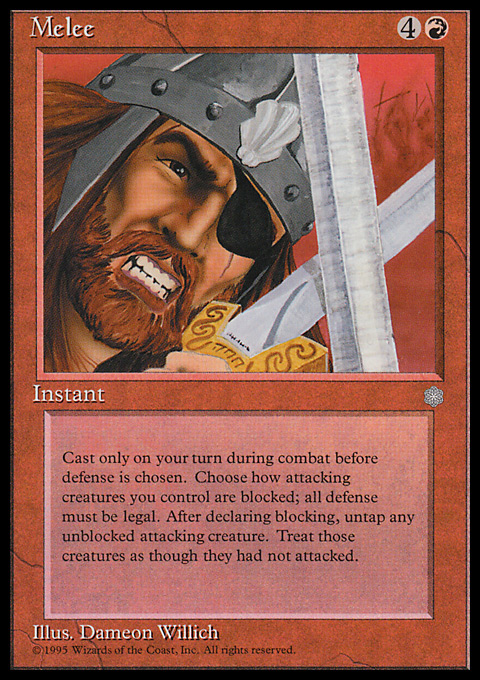 Melee 4
Instant
Cast only on your turn during combat before
defense is chosen. Choose how attacking
creatures you control are blocked; all defense
must be legal. After declaring blocking, untap any
unblocked attacking creature. Treat those
creatures as though they had not attacked.
Illus. Dameon Willich
©1995 Wizards of the Coast, Inc. All rights reserved.